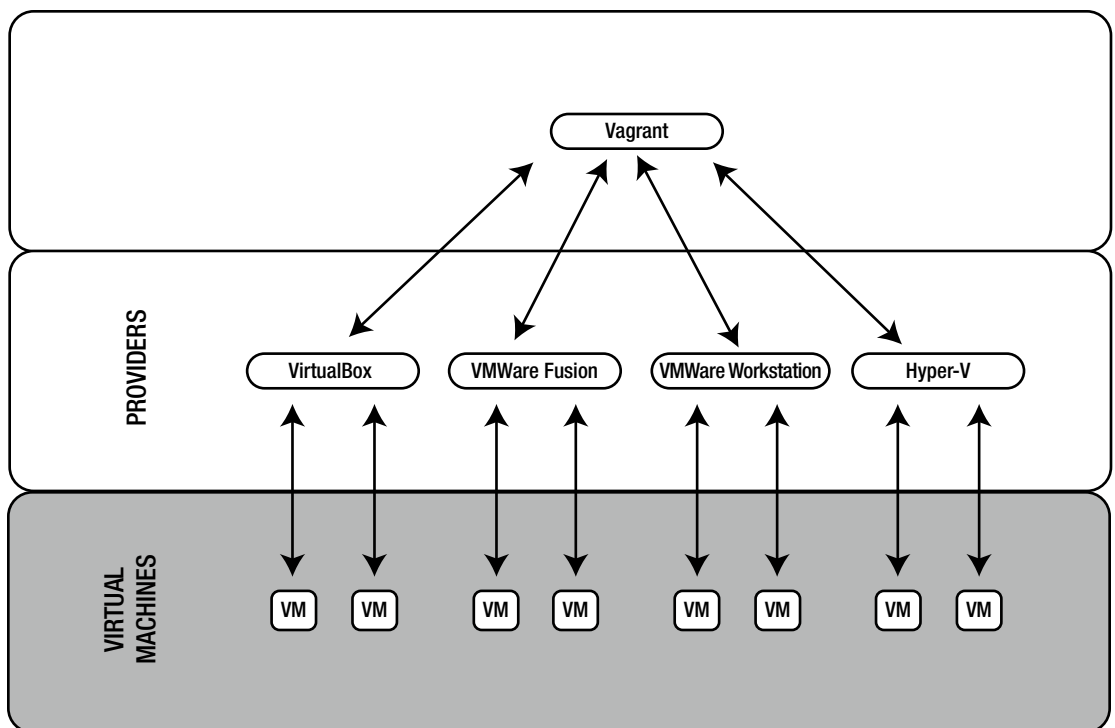 Vagrant
PROVIDERS
VirtualBox
VMWare Fusion
VMWare Workstation
Hyper-V
VIRTUAL
MACHINES
VM
VM
VM
VM
VM
VM
VM
VM